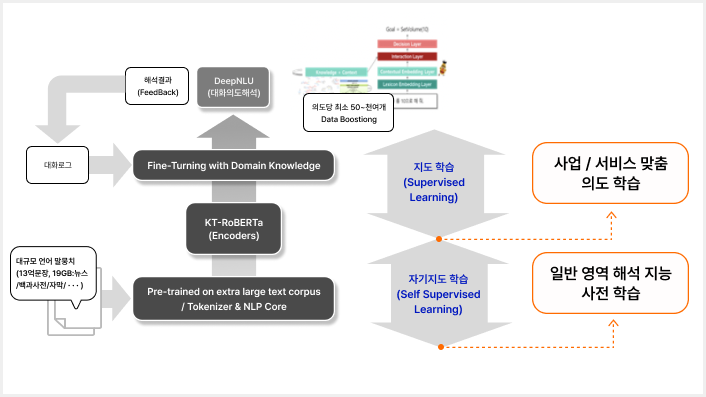 해석결과
(FeedBack)
DeepNLU
(대화의도해석)
Goal = SetVolume(10)
Decision Layer
Interaction Layer
Knowledge + Context
Contextual Embedding Layer
Lexicon Embedding Layer
의도당 최소 50~천여개
Data Boostiong
대화로그
Fine-Turning with Domain Knowledge
지도 학습
(Supervised
Learning)
사업 / 서비스 맞춤
의도 학습
KT-RoBERTa
(Encoders)
대규모 언어 말뭉치
(13억문장, 19GB:뉴스
/백과사전/자막/ · · · )
Pre-trained on extra large text corpus
/ Tokenizer & NLP Core
자기지도 학습
(Self Supervised
Learning)
일반 영역 해석 지능
사전 학습